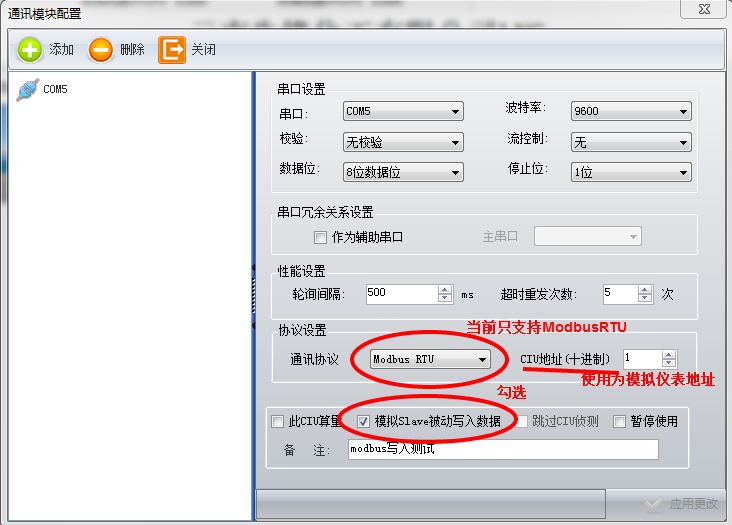 通讯模块配置
添加 删除 关闭
COM5
串口设置
串口: COM5 波特率: 9600
校验: 无校验 流控制: 无
数据位: 8位数据位 停止位: 1位
串口冗余关系设置
作为辅助串口 主串口
性能设置
轮询间隔: 500 ms 超时重发次数: 5 次
当前只支持ModbusRTU
协议设置
通讯协议 Modbus RTU CIU地址(十进制) 1
使用为模拟仪表地址
勾选
此CIU算量 模拟Slave被动写入数据 跳过CIU侦测 暂停使用
备 注: modbus写入测试
应用更改